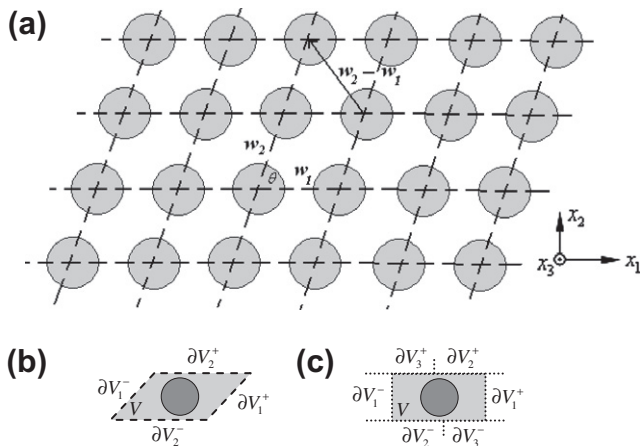 (a)
w₂ – w₁
w₂
θ w₁
x₂
x₃ x₁
(b) (c)
∂V₂⁺ ∂V₃⁺ ∂V₂⁺
∂V₁⁻ V ∂V₁⁺ ∂V₁⁻ V ∂V₁⁺
∂V₂⁻ ∂V₂⁻ ∂V₃⁻